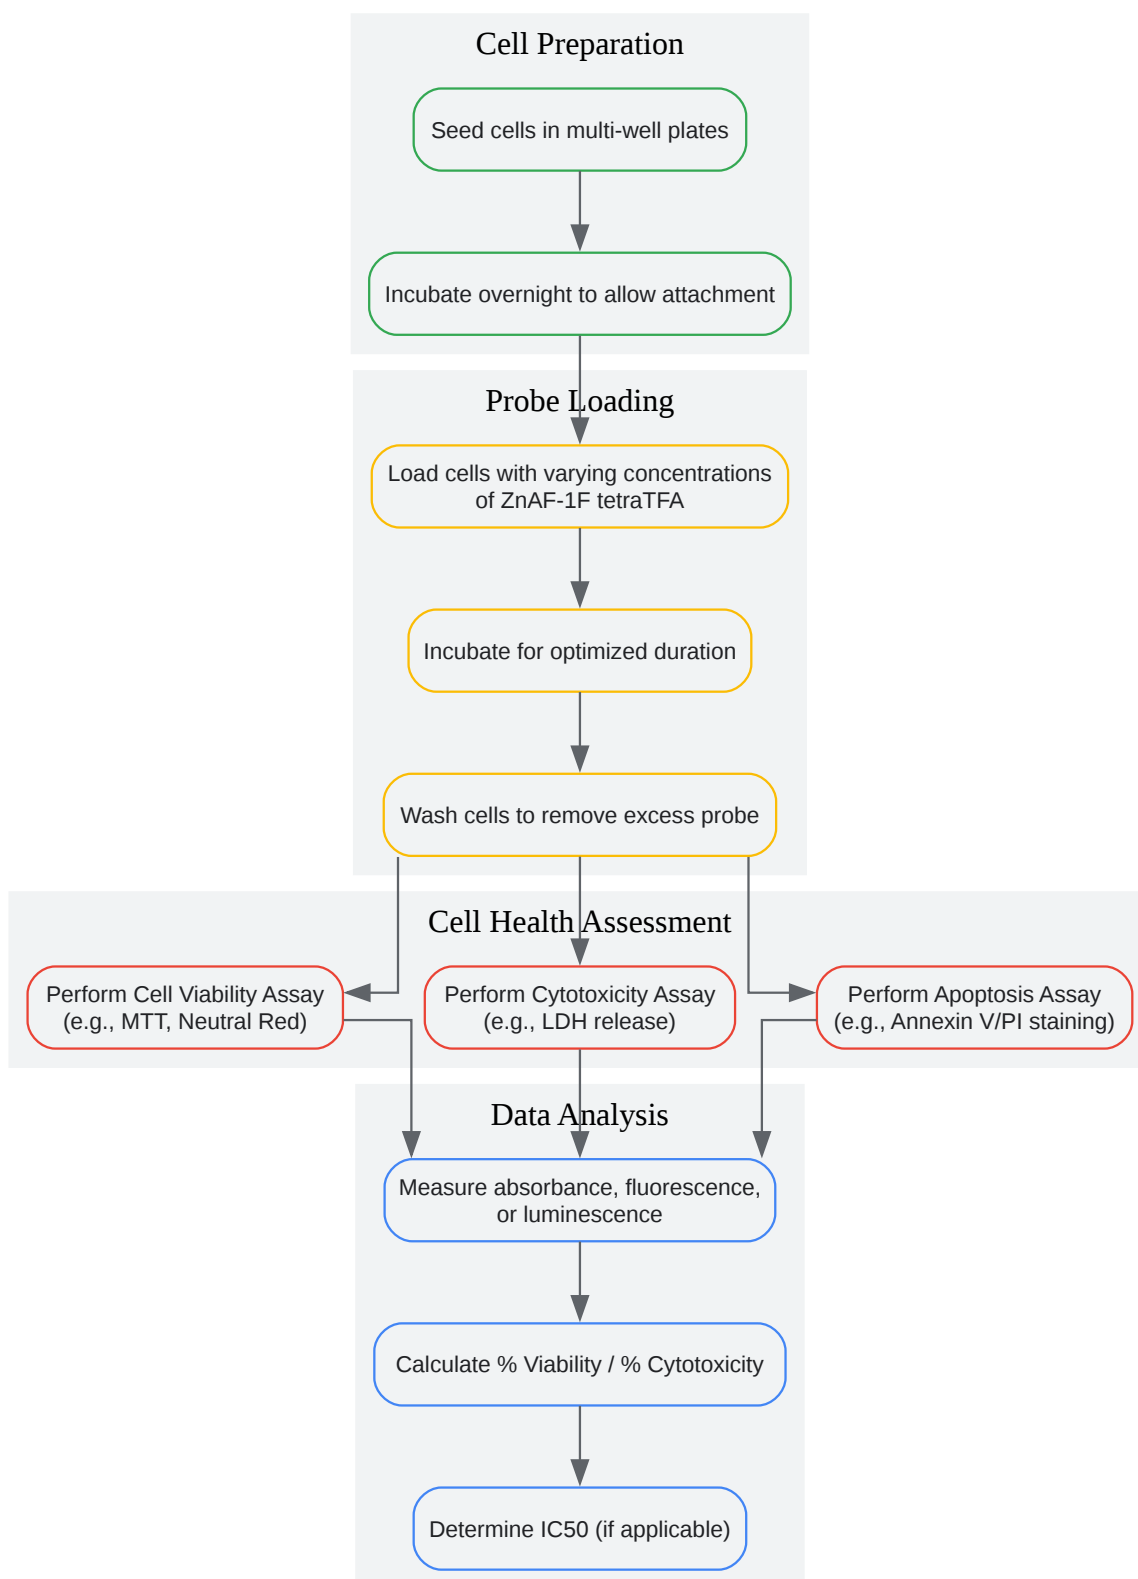 Cell Preparation
Seed cells in multi-well plates
Incubate overnight to allow attachment
Probe Loading
Load cells with varying concentrations
of ZnAF-1F tetraTFA
Incubate for optimized duration
Wash cells to remove excess probe
Cell Health Assessment
Perform Cell Viability Assay
(e.g., MTT, Neutral Red)
Perform Cytotoxicity Assay
(e.g., LDH release)
Perform Apoptosis Assay
(e.g., Annexin V/PI staining)
Data Analysis
Measure absorbance, fluorescence,
or luminescence
Calculate % Viability / % Cytotoxicity
Determine IC50 (if applicable)